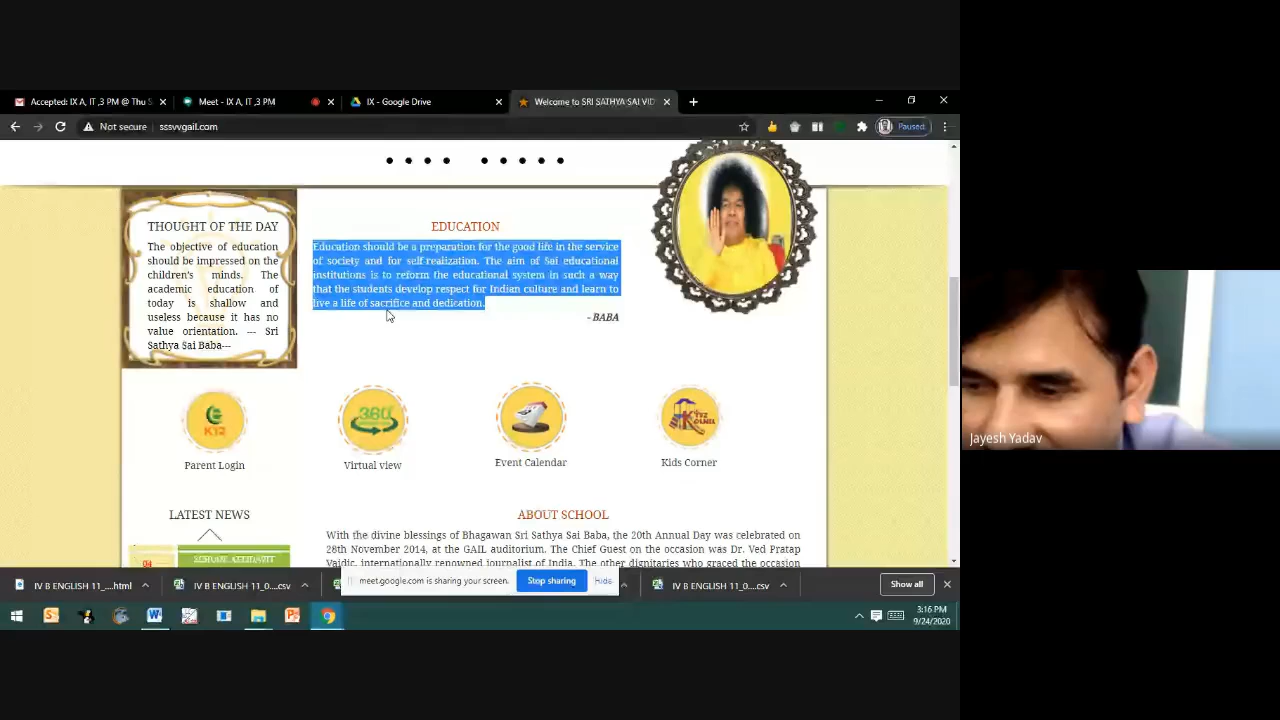 Accepted: IX A, IT ,3 PM @ Thu S
Meet - IX A, IT ,3 PM
IX - Google Drive
Welcome to SRI SATHYA SAI VID
Not secure
sssvvgail.com
Paused
THOUGHT OF THE DAY
The objective of education
should be impressed on the
children's minds. The
academic education of
today is shallow and
useless because it has no
value orientation. --- Sri
Sathya Sai Baba---
EDUCATION
Education should be a preparation for the good life in the service
of society and for self-realization. The aim of Sai educational
institutions is to reform the educational system in such a way
that the students develop respect for Indian culture and learn to
live a life of sacrifice and dedication.
- BABA
Parent Login
360°
Virtual view
Event Calendar
Kids Corner
LATEST NEWS
ABOUT SCHOOL
With the divine blessings of Bhagawan Sri Sathya Sai Baba, the 20th Annual Day was celebrated on
28th November 2014, at the GAIL auditorium. The Chief Guest on the occasion was Dr. Ved Pratap
Vaidic, internationally renowned journalist of India. The other dignitaries who graced the occasion
IV B ENGLISH 11_....html
IV B ENGLISH 11_0....csv
meet.google.com is sharing your screen.
Stop sharing
Hide
IV B ENGLISH 11_0....csv
Show all
3:16 PM
9/24/2020
Jayesh Yadav